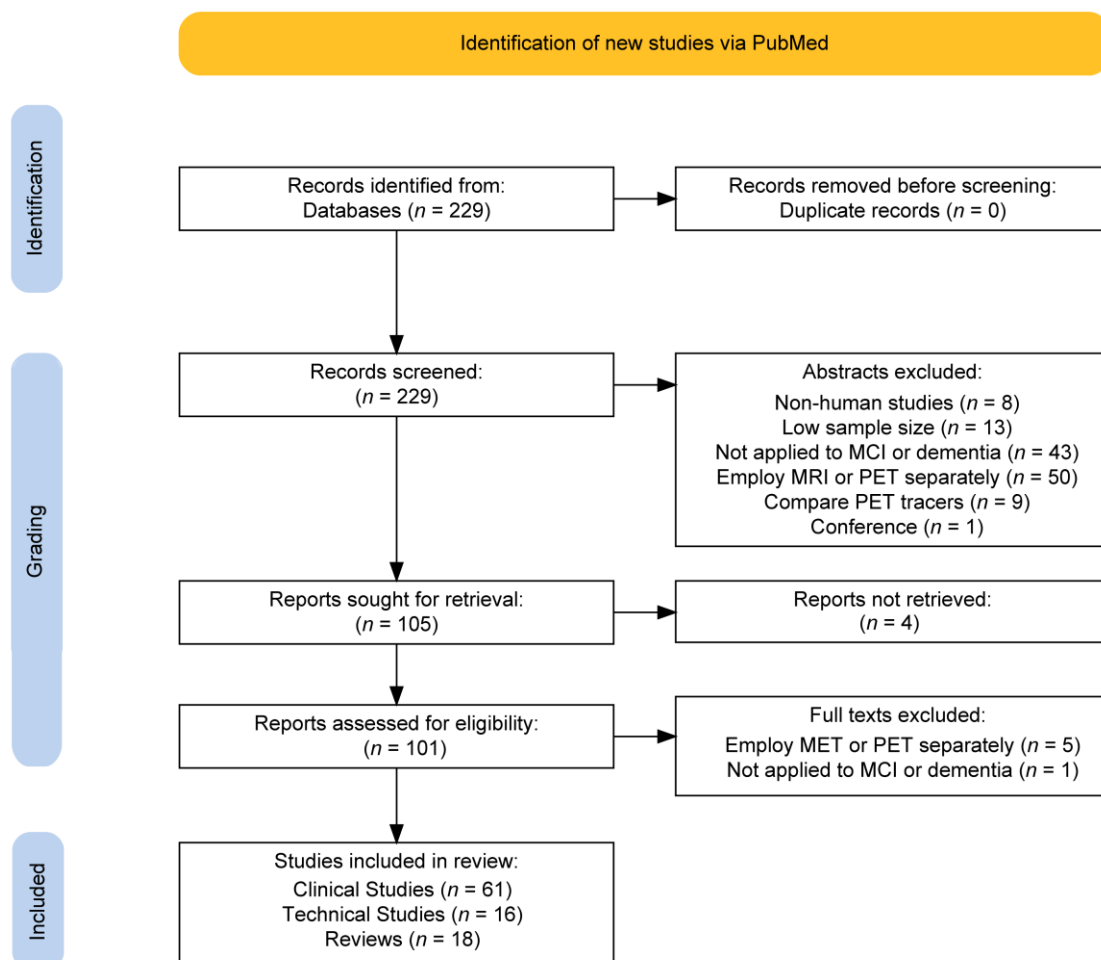 Identification of new studies via PubMed
Identification
Records identified from:
Databases (n = 229)
Records removed before screening:
Duplicate records (n = 0)
Grading
Records screened:
(n = 229)
Abstracts excluded:
Non-human studies (n = 8)
Low sample size (n = 13)
Not applied to MCI or dementia (n = 43)
Employ MRI or PET separately (n = 50)
Compare PET tracers (n = 9)
Conference (n = 1)
Reports sought for retrieval:
(n = 105)
Reports not retrieved:
(n = 4)
Reports assessed for eligibility:
(n = 101)
Full texts excluded:
Employ MET or PET separately (n = 5)
Not applied to MCI or dementia (n = 1)
Included
Studies included in review:
Clinical Studies (n = 61)
Technical Studies (n = 16)
Reviews (n = 18)